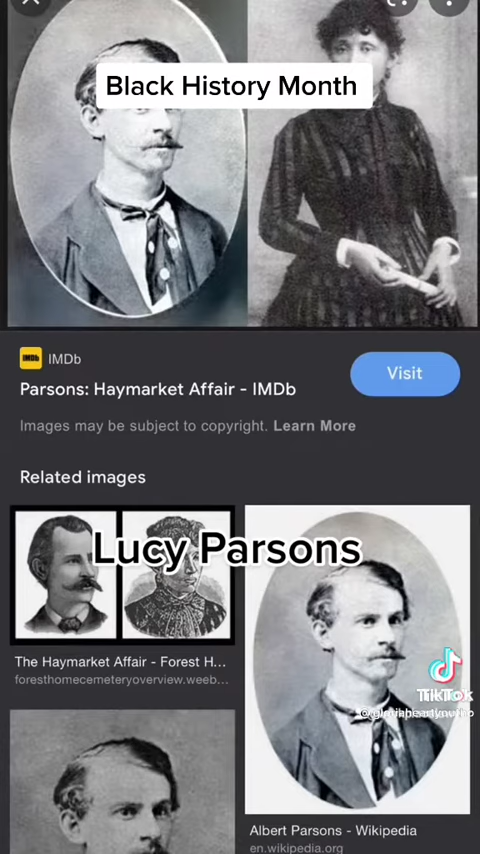 Black History Month
IMDb
IMDb
Visit
Parsons: Haymarket Affair - IMDb
Images may be subject to copyright. Learn More
Related images
Lucy Parsons
The Haymarket Affair - Forest H...
foresthomecemeteryoverview.weeb...
TikTok
Albert Parsons - Wikipedia
en.wikipedia.org